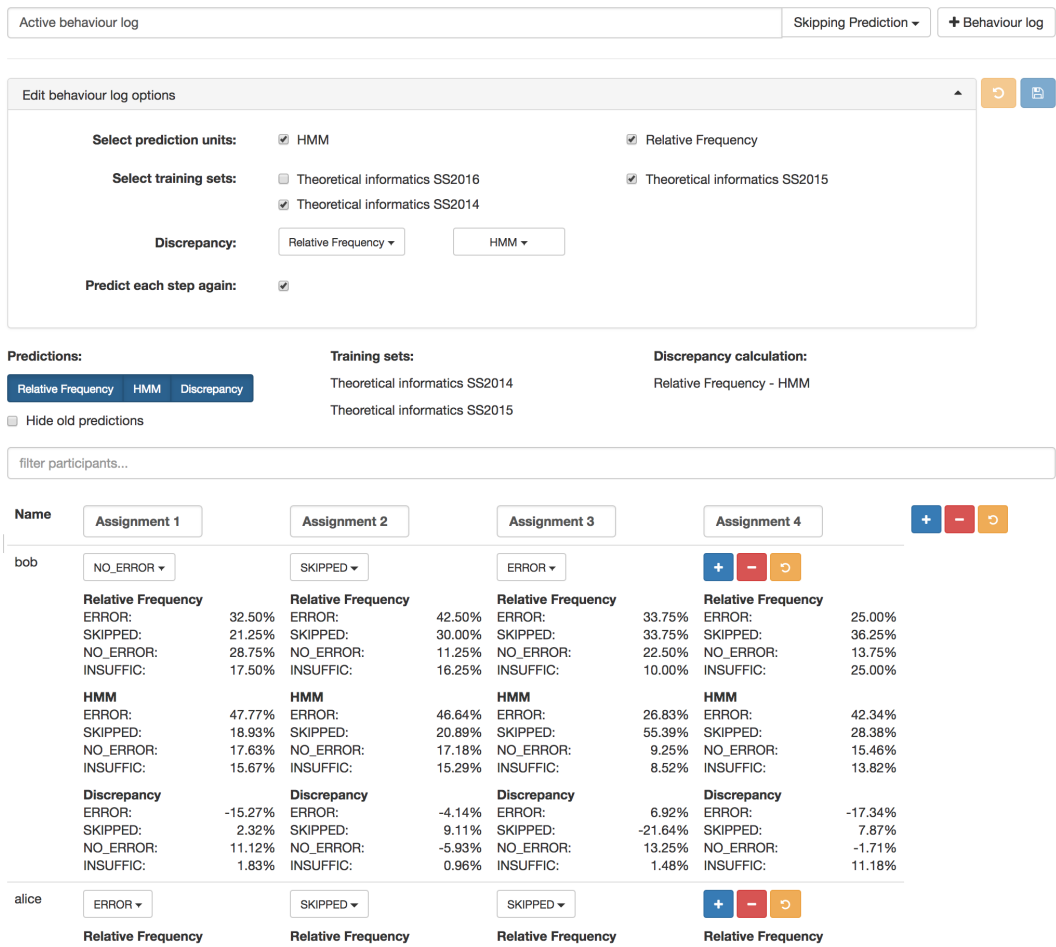 Active behaviour log Skipping Prediction + Behaviour log
Edit behaviour log options
Select prediction units: HMM Relative Frequency
Select training sets: Theoretical informatics SS2016 Theoretical informatics SS2015
Theoretical informatics SS2014
Discrepancy: Relative Frequency HMM
Predict each step again:
Predictions: Training sets: Discrepancy calculation:
Relative Frequency HMM Discrepancy Theoretical informatics SS2014 Relative Frequency - HMM
Theoretical informatics SS2015
Hide old predictions
filter participants...
Name Assignment 1 Assignment 2 Assignment 3 Assignment 4
bob NO_ERROR SKIPPED ERROR
Relative Frequency Relative Frequency Relative Frequency Relative Frequency
ERROR: 32.50% ERROR: 42.50% ERROR: 33.75% ERROR: 25.00%
SKIPPED: 21.25% SKIPPED: 30.00% SKIPPED: 33.75% SKIPPED: 36.25%
NO_ERROR: 28.75% NO_ERROR: 11.25% NO_ERROR: 22.50% NO_ERROR: 13.75%
INSUFFIC: 17.50% INSUFFIC: 16.25% INSUFFIC: 10.00% INSUFFIC: 25.00%
HMM HMM HMM HMM
ERROR: 47.77% ERROR: 46.64% ERROR: 26.83% ERROR: 42.34%
SKIPPED: 18.93% SKIPPED: 20.89% SKIPPED: 55.39% SKIPPED: 28.38%
NO_ERROR: 17.63% NO_ERROR: 17.18% NO_ERROR: 9.25% NO_ERROR: 15.46%
INSUFFIC: 15.67% INSUFFIC: 15.29% INSUFFIC: 8.52% INSUFFIC: 13.82%
Discrepancy Discrepancy Discrepancy Discrepancy
ERROR: -15.27% ERROR: -4.14% ERROR: 6.92% ERROR: -17.34%
SKIPPED: 2.32% SKIPPED: 9.11% SKIPPED: -21.64% SKIPPED: 7.87%
NO_ERROR: 11.12% NO_ERROR: -5.93% NO_ERROR: 13.25% NO_ERROR: -1.71%
INSUFFIC: 1.83% INSUFFIC: 0.96% INSUFFIC: 1.48% INSUFFIC: 11.18%
alice ERROR SKIPPED SKIPPED
Relative Frequency Relative Frequency Relative Frequency Relative Frequency